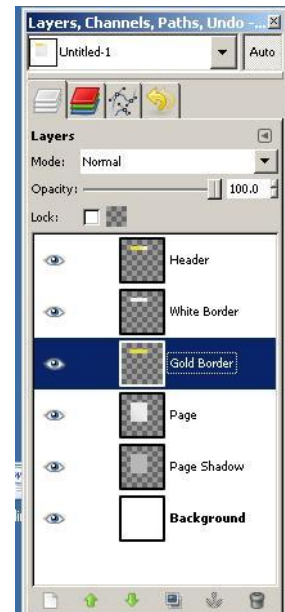 Layers, Channels, Paths, Undo -...
Untitled-1
Auto
Layers
Mode: Normal
Opacity: 100.0
Lock:
Header
White Border
Gold Border
Page
Page Shadow
Background